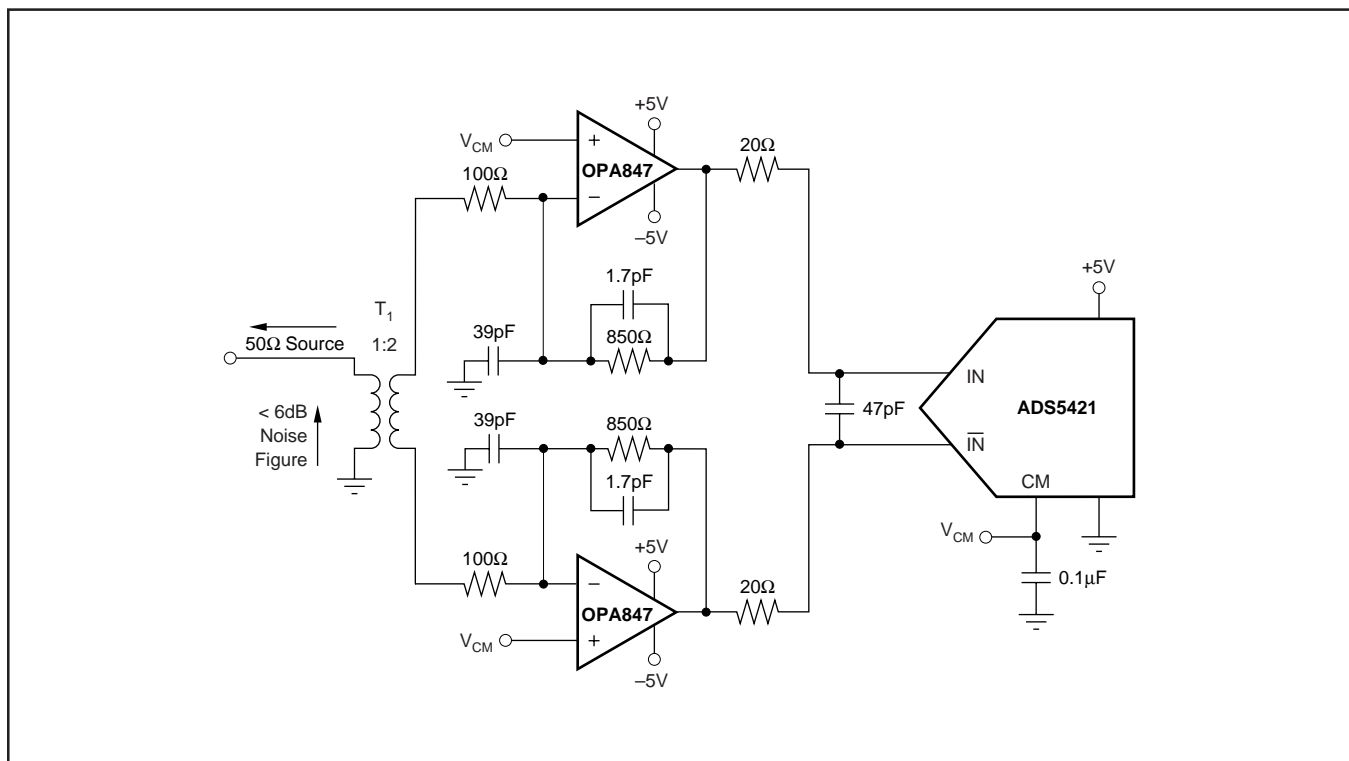 +5V
V_CM
+
OPA847
100Ω
−
–5V
20Ω
1.7pF
39pF
850Ω
T_1
1:2
50Ω Source
< 6dB
Noise
Figure
39pF
850Ω
1.7pF
100Ω
+5V
−
OPA847
V_CM
+
–5V
20Ω
47pF
+5V
IN
ADS5421
I̅N̅
CM
V_CM
0.1µF